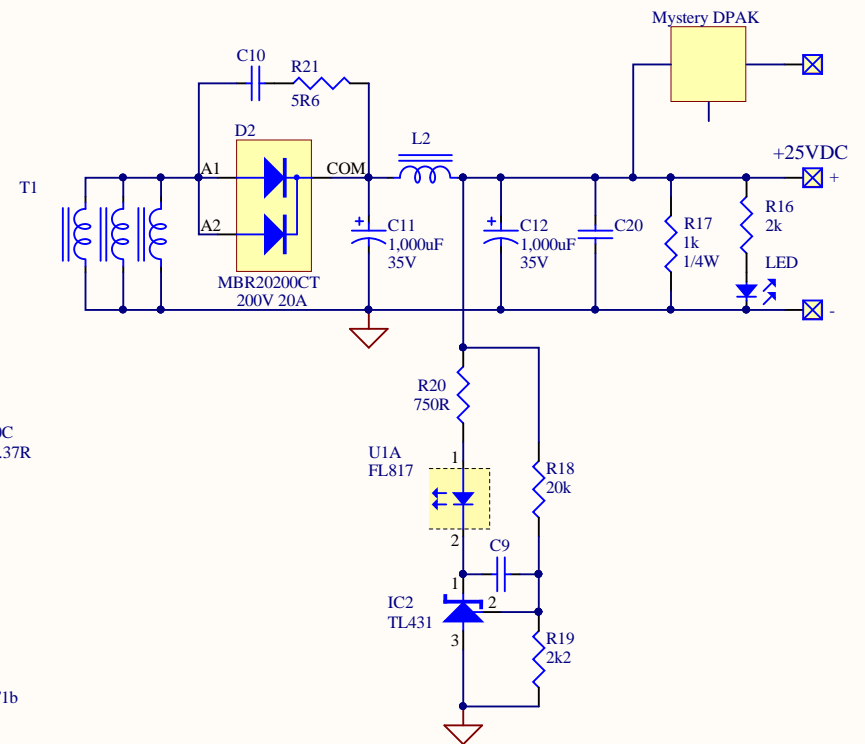 Mystery DPAK
C10
R21
5R6
D2
L2
+25VDC
T1
A1
COM
+
A2
+
C11
1,000uF
35V
+
C12
1,000uF
35V
C20
R17
1k
1/4W
R16
2k
LED
MBR20200CT
200V 20A
-
R20
750R
0C
.37R
U1A
FL817
1
R18
20k
2
C9
1
IC2
TL431
2
3
R19
2k2
1b